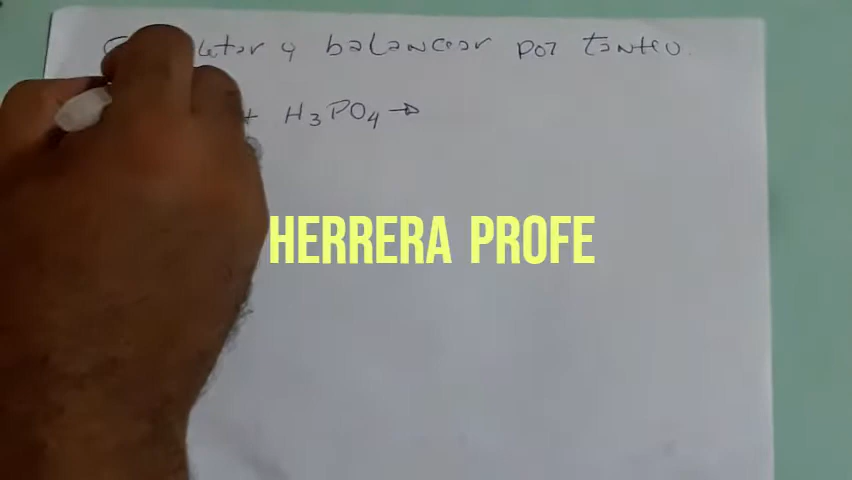 y balancear por tanteo.
+ H3PO4 →
HERRERA PROFE